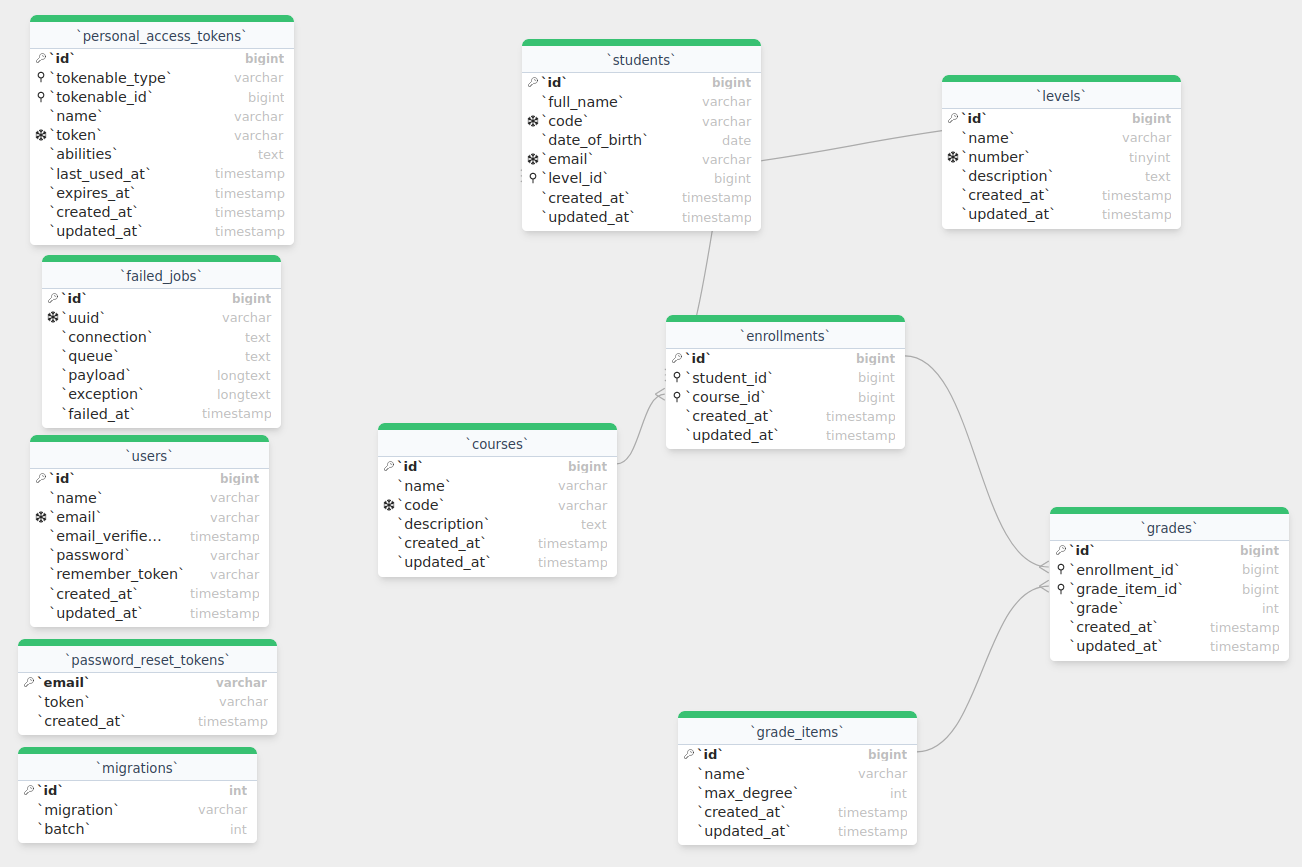 `personal_access_tokens`
`id` bigint
`tokenable_type` varchar
`tokenable_id` bigint
`name` varchar
`token` varchar
`abilities` text
`last_used_at` timestamp
`expires_at` timestamp
`created_at` timestamp
`updated_at` timestamp
`failed_jobs`
`id` bigint
`uuid` varchar
`connection` text
`queue` text
`payload` longtext
`exception` longtext
`failed_at` timestamp
`users`
`id` bigint
`name` varchar
`email` varchar
`email_verifie... timestamp
`password` varchar
`remember_token` varchar
`created_at` timestamp
`updated_at` timestamp
`password_reset_tokens`
`email` varchar
`token` varchar
`created_at` timestamp
`migrations`
`id` int
`migration` varchar
`batch` int
`students`
`id` bigint
`full_name` varchar
`code` varchar
`date_of_birth` date
`email` varchar
`level_id` bigint
`created_at` timestamp
`updated_at` timestamp
`levels`
`id` bigint
`name` varchar
`number` tinyint
`description` text
`created_at` timestamp
`updated_at` timestamp
`enrollments`
`id` bigint
`student_id` bigint
`course_id` bigint
`created_at` timestamp
`updated_at` timestamp
`courses`
`id` bigint
`name` varchar
`code` varchar
`description` text
`created_at` timestamp
`updated_at` timestamp
`grades`
`id` bigint
`enrollment_id` bigint
`grade_item_id` bigint
`grade` int
`created_at` timestamp
`updated_at` timestamp
`grade_items`
`id` bigint
`name` varchar
`max_degree` int
`created_at` timestamp
`updated_at` timestamp